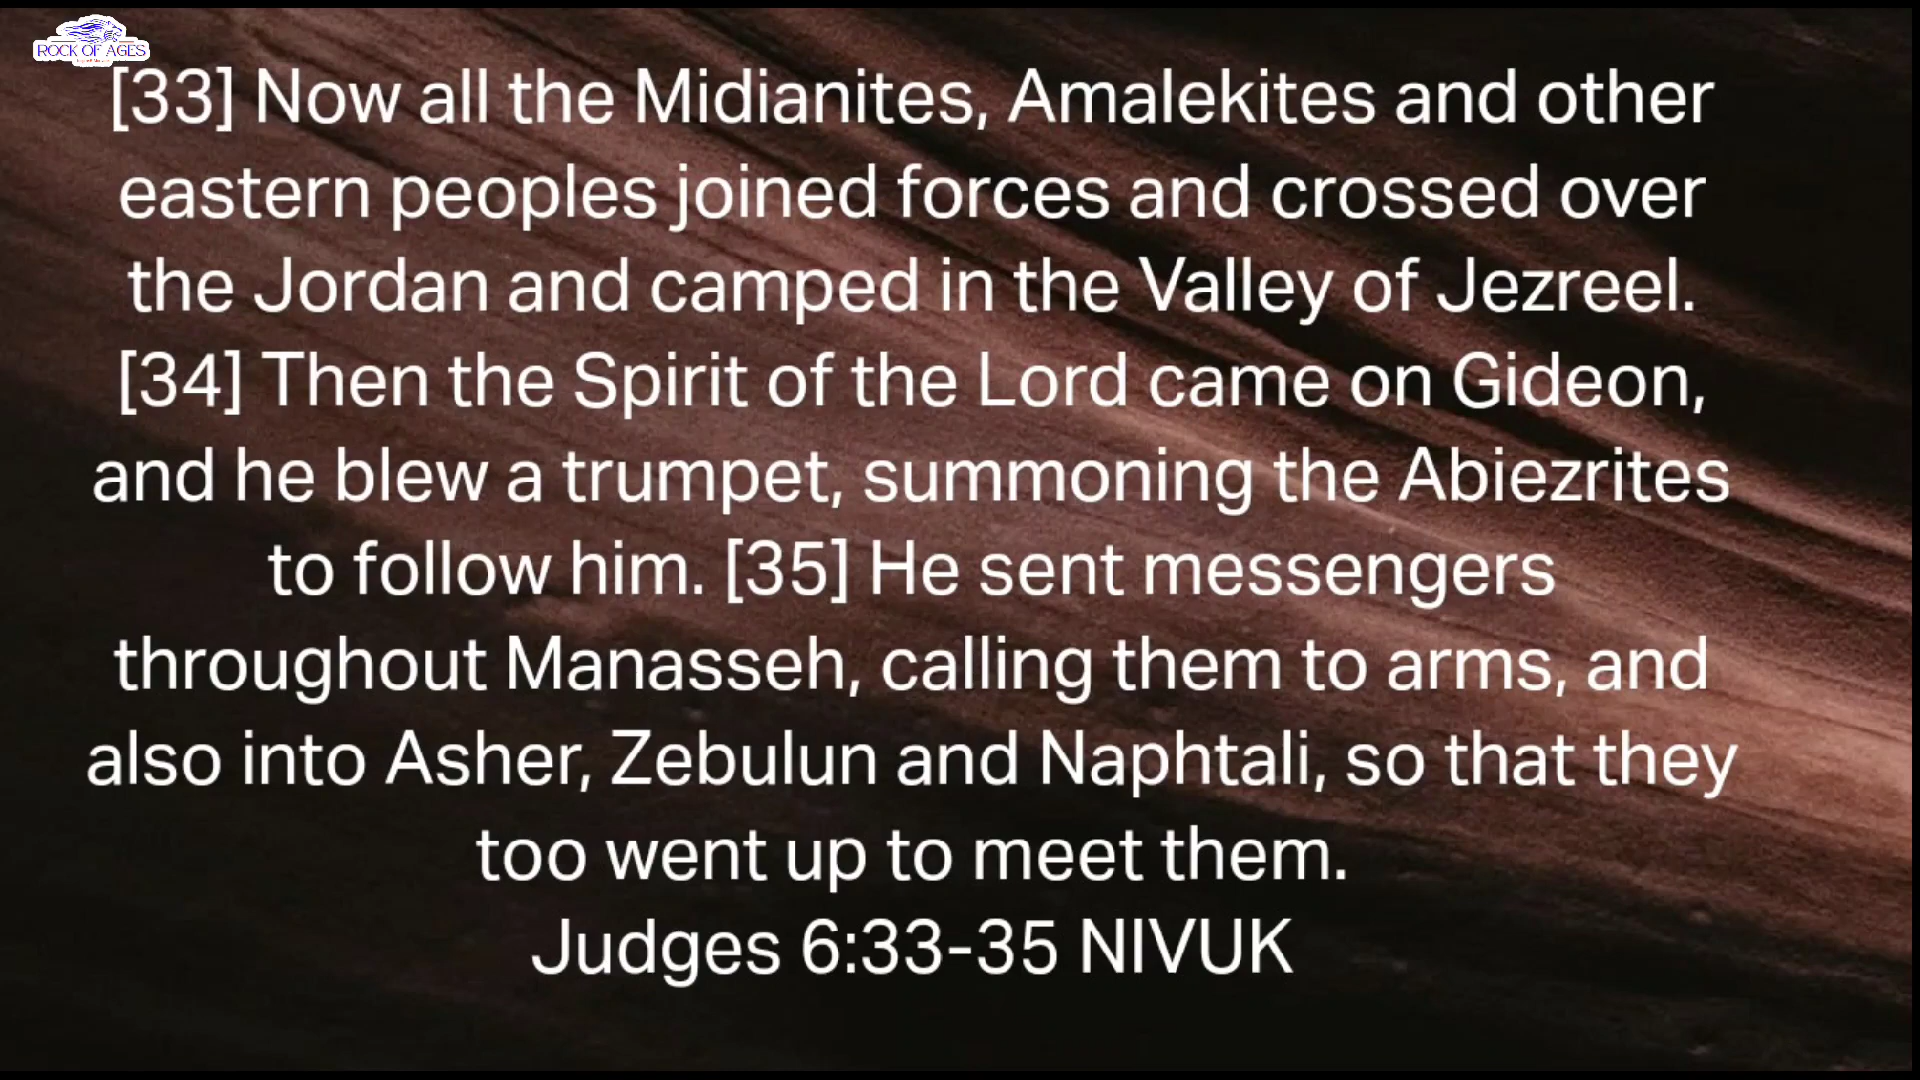 ROCK OF AGES
[33] Now all the Midianites, Amalekites and other
eastern peoples joined forces and crossed over
the Jordan and camped in the Valley of Jezreel.
[34] Then the Spirit of the Lord came on Gideon,
and he blew a trumpet, summoning the Abiezrites
to follow him. [35] He sent messengers
throughout Manasseh, calling them to arms, and
also into Asher, Zebulun and Naphtali, so that they
too went up to meet them.
Judges 6:33-35 NIVUK